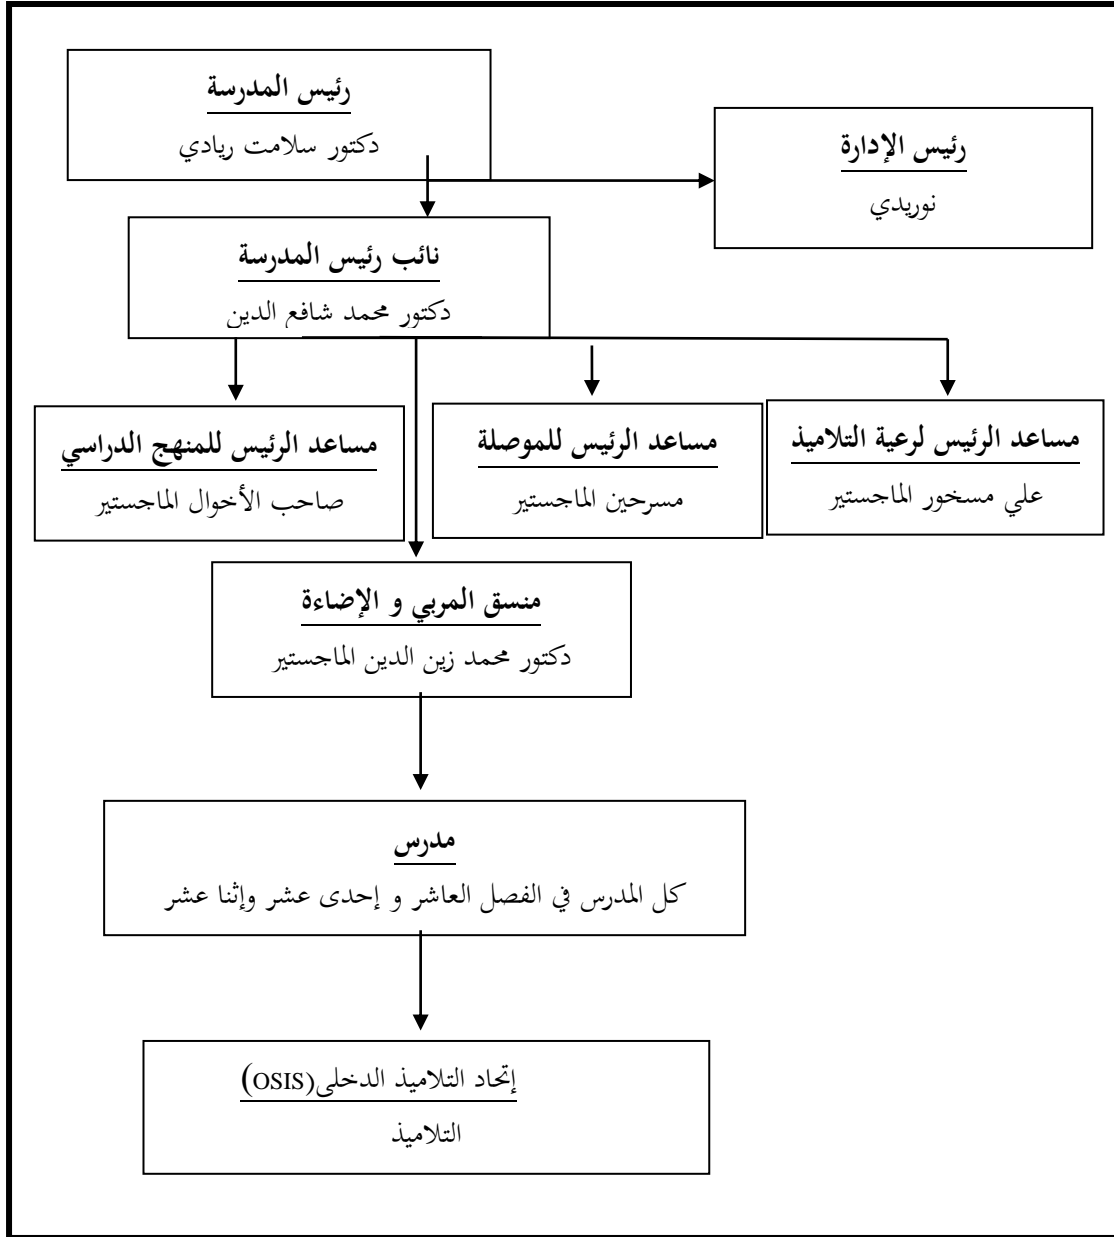 رئيس المدرسة
دكتور سلامت ريادي
رئيس الإدارة
نوريدي
نائب رئيس المدرسة
دكتور محمد شافع الدين
مساعد الرئيس لرعية التلاميذ
علي مسخور الماجستير
مساعد الرئيس للموصلة
مسرحين الماجستير
مساعد الرئيس للمنهج الدراسي
صاحب الأخوال الماجستير
منسق المربي و الإضاءة
دكتور محمد زين الدين الماجستير
مدرس
كل المدرس في الفصل العاشر و إحدى عشر وإثنا عشر
إتحاد التلاميذ الدخلى(OSIS)
التلاميذ